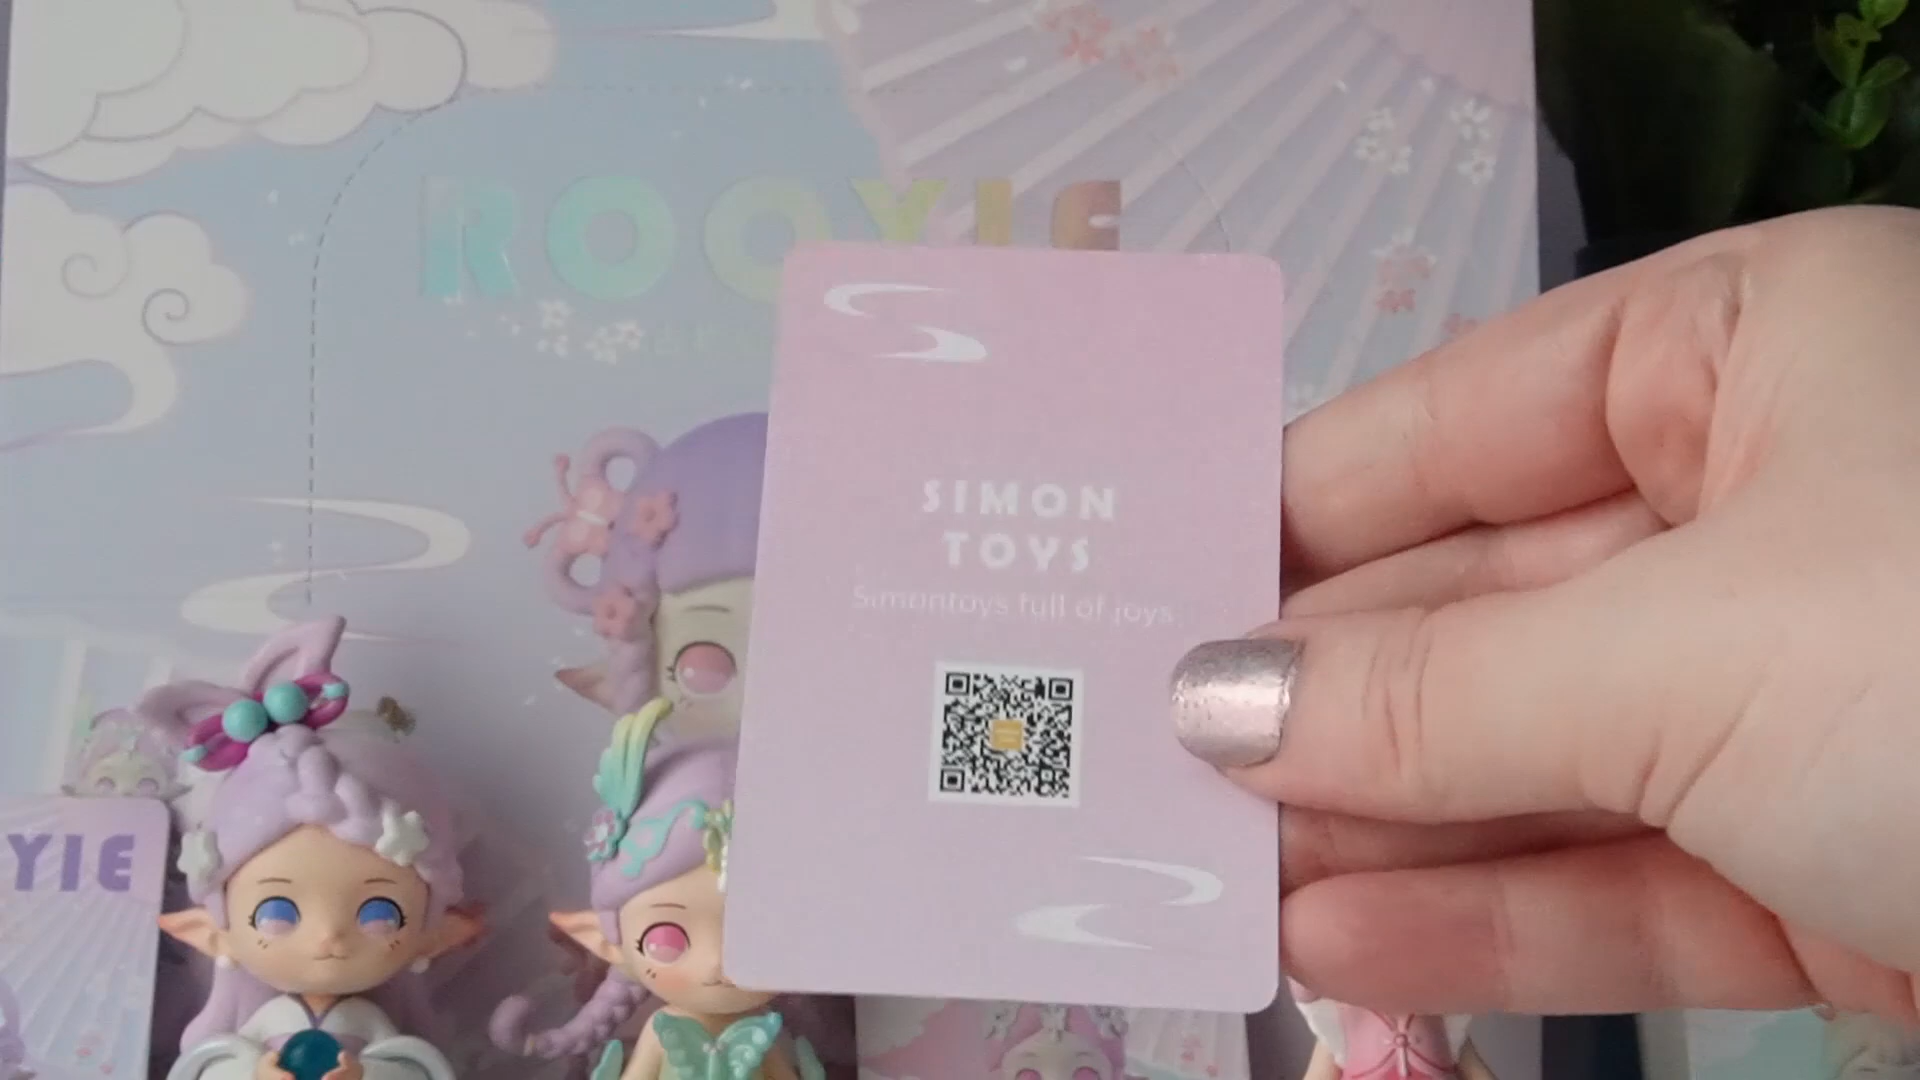 ROOYIE
SIMON
TOYS
Simontoys full of joys
YIE